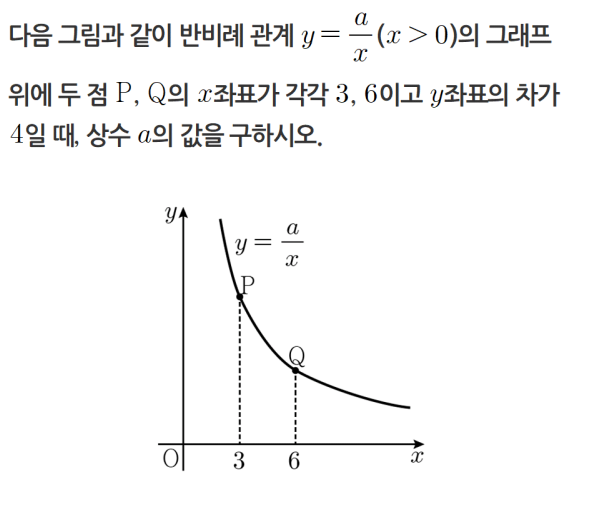 다음 그림과 같이 반비례 관계 y = a/x (x > 0)의 그래프
위에 두 점 P, Q의 x좌표가 각각 3, 6이고 y좌표의 차가
4일 때, 상수 a의 값을 구하시오.
y
y = a/x
P
Q
O 3 6 x